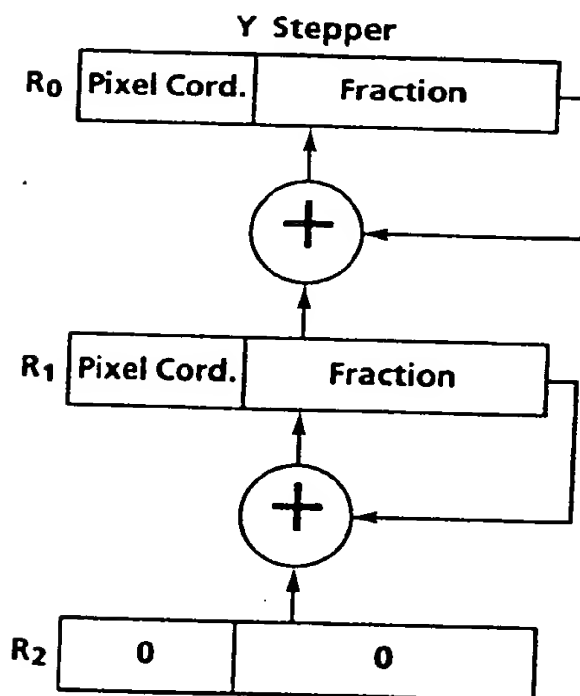 Y Stepper
R0 Pixel Cord. Fraction
+
R1 Pixel Cord. Fraction
+
R2 0 0